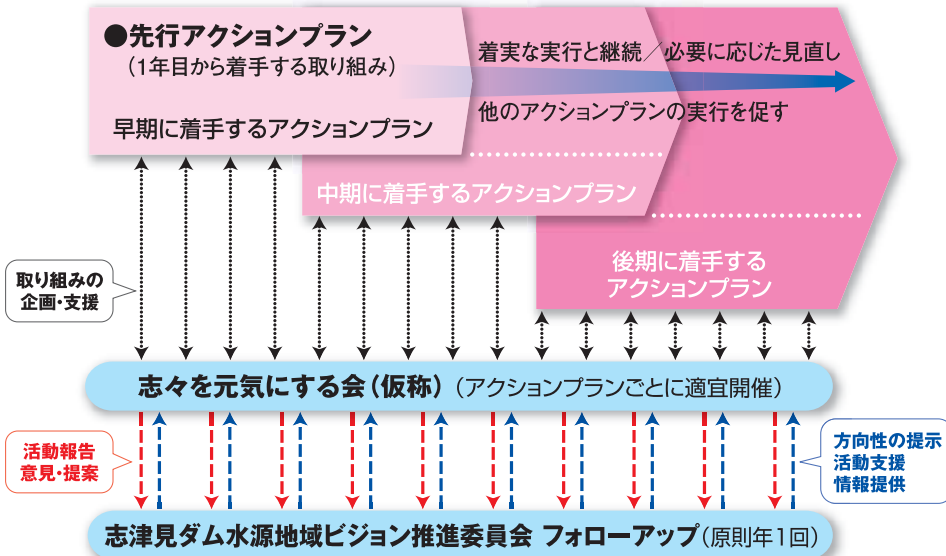 ●先行アクションプラン
(1年目から着手する取り組み)
早期に着手するアクションプラン
着実な実行と継続/必要に応じた見直し
他のアクションプランの実行を促す
中期に着手するアクションプラン
後期に着手する
アクションプラン
取り組みの
企画・支援
志々を元気にする会(仮称)(アクションプランごとに適宜開催)
活動報告
意見・提案
方向性の提示
活動支援
情報提供
志津見ダム水源地域ビジョン推進委員会 フォローアップ(原則年1回)